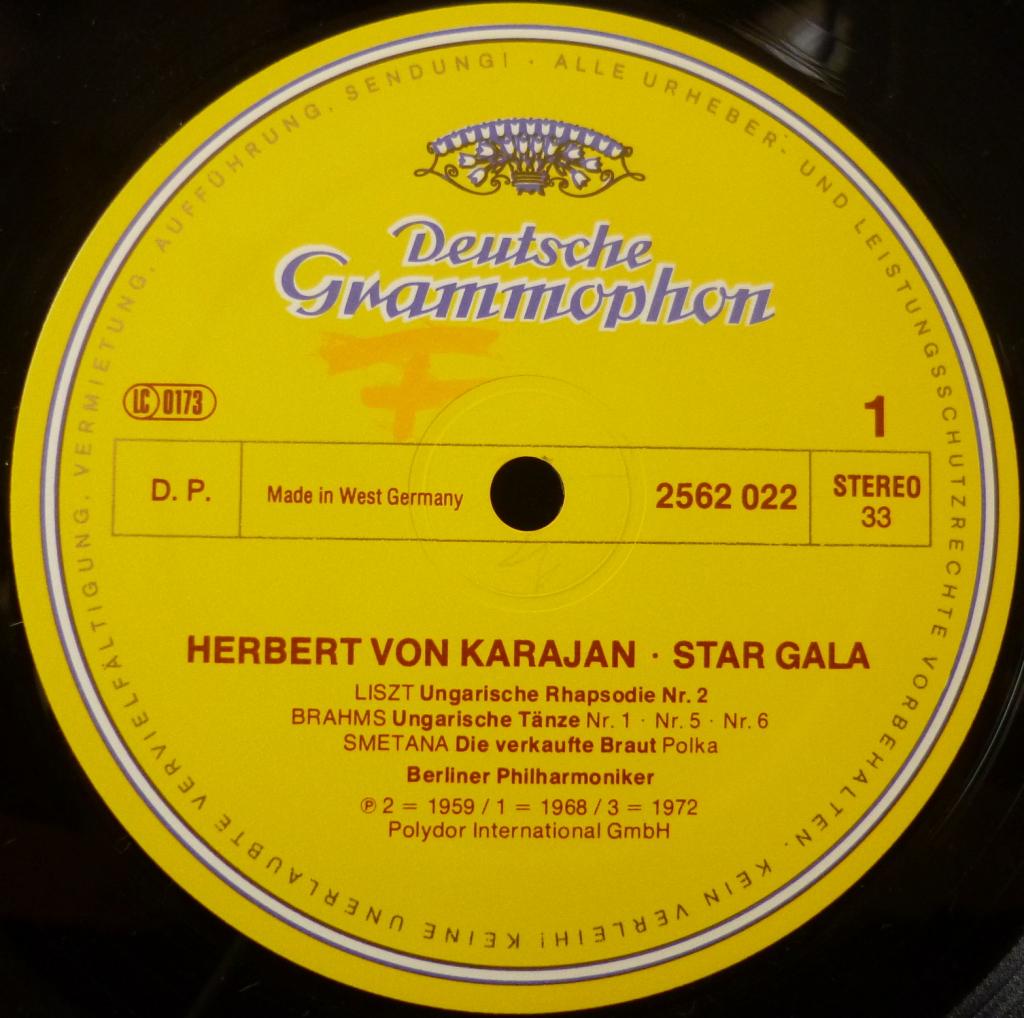 ALLE URHEBER- UND LEISTUNGSSCHUTZRECHTE VORBEHALTEN. KEIN VERLEIH! KEINE UNERLAUBTE VERVIELFÄLTIGUNG, VERMIETUNG, AUFFÜHRUNG, SENDUNG! ·
Deutsche
Grammophon
LC 0173
1
D. P.
Made in West Germany
2562 022
STEREO
33
HERBERT VON KARAJAN · STAR GALA
LISZT Ungarische Rhapsodie Nr. 2
BRAHMS Ungarische Tänze Nr. 1 · Nr. 5 · Nr. 6
SMETANA Die verkaufte Braut Polka
Berliner Philharmoniker
℗ 2 = 1959 / 1 = 1968 / 3 = 1972
Polydor International GmbH